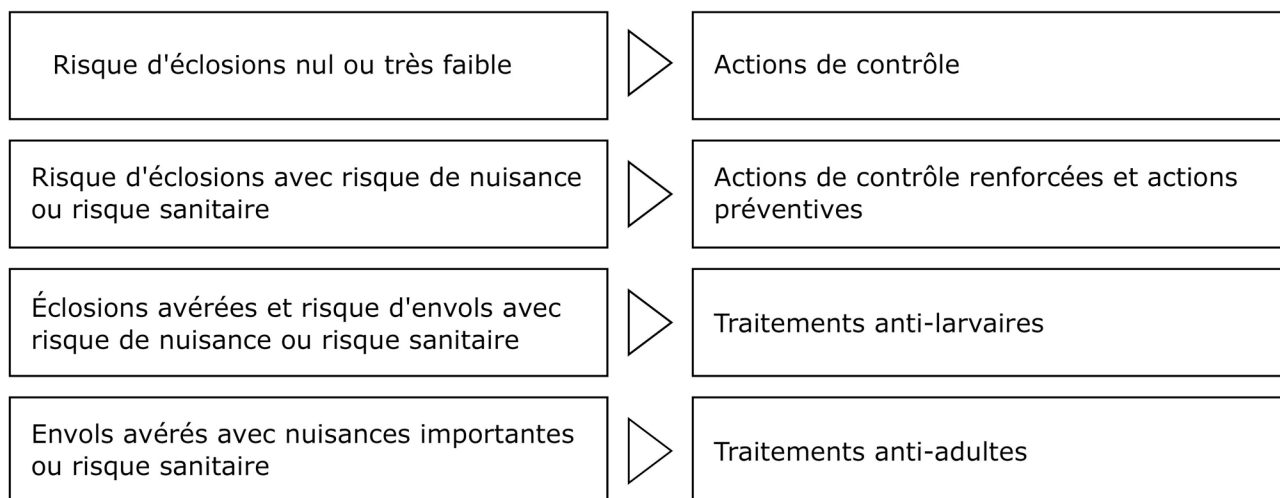 Risque d'éclosions nul ou très faible
Actions de contrôle
Risque d'éclosions avec risque de nuisance
ou risque sanitaire
Actions de contrôle renforcées et actions
préventives
Éclosions avérées et risque d'envols avec
risque de nuisance ou risque sanitaire
Traitements anti-larvaires
Envols avérés avec nuisances importantes
ou risque sanitaire
Traitements anti-adultes